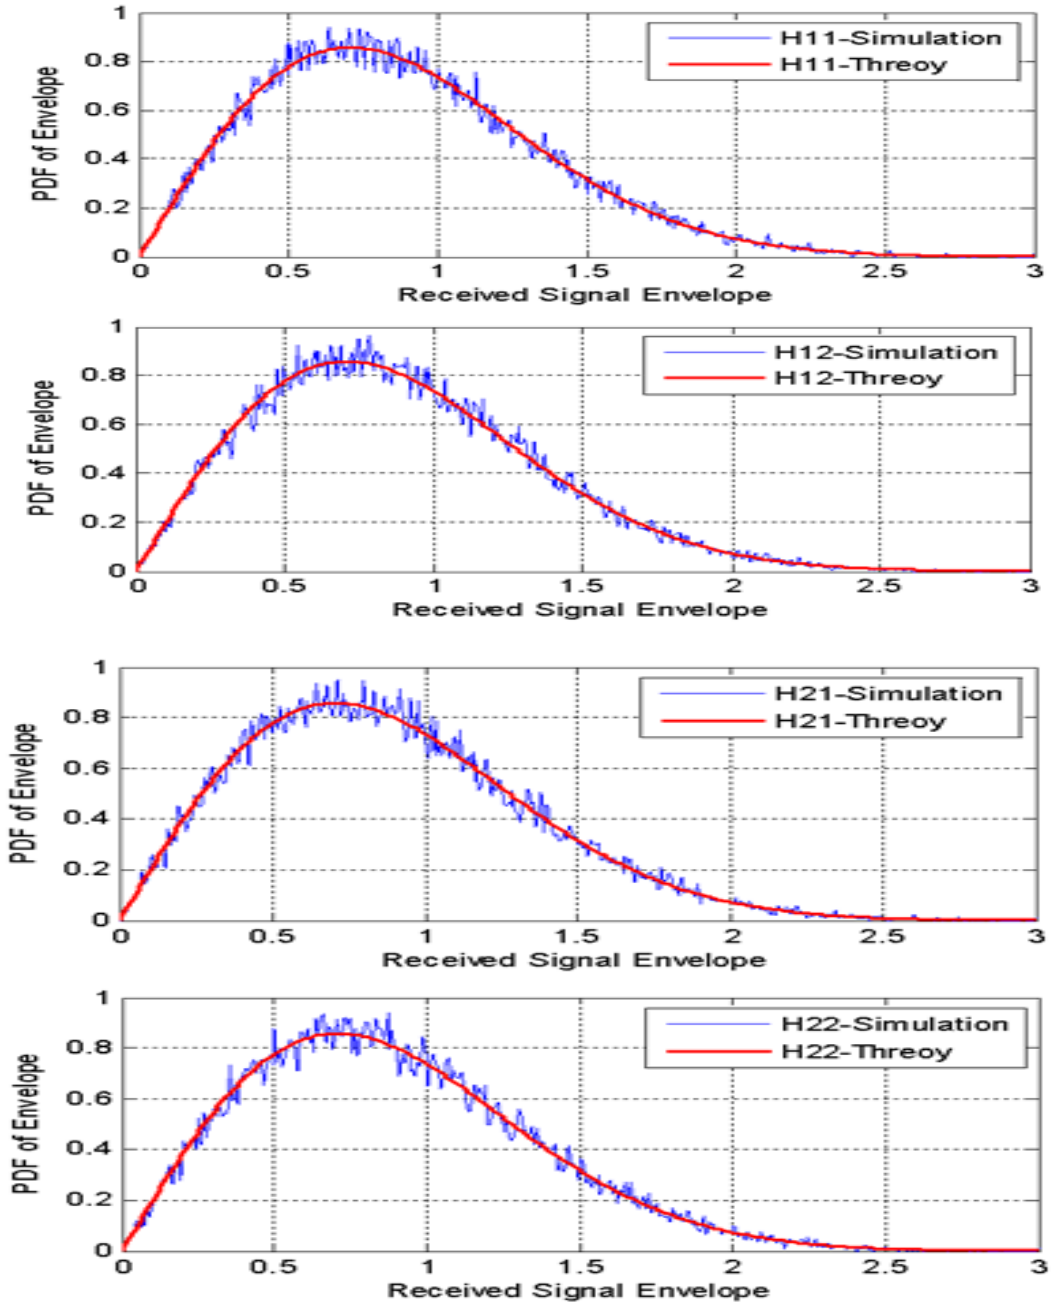 1
0.8
0.6
0.4
0.2
0
PDF of Envelope
H11-Simulation
H11-Threoy
0 0.5 1 1.5 2 2.5 3
Received Signal Envelope
1
0.8
0.6
0.4
0.2
0
PDF of Envelope
H12-Simulation
H12-Threoy
0 0.5 1 1.5 2 2.5 3
Received Signal Envelope
1
0.8
0.6
0.4
0.2
0
PDF of Envelope
H21-Simulation
H21-Threoy
0 0.5 1 1.5 2 2.5 3
Received Signal Envelope
1
0.8
0.6
0.4
0.2
0
PDF of Envelope
H22-Simulation
H22-Threoy
0 0.5 1 1.5 2 2.5 3
Received Signal Envelope